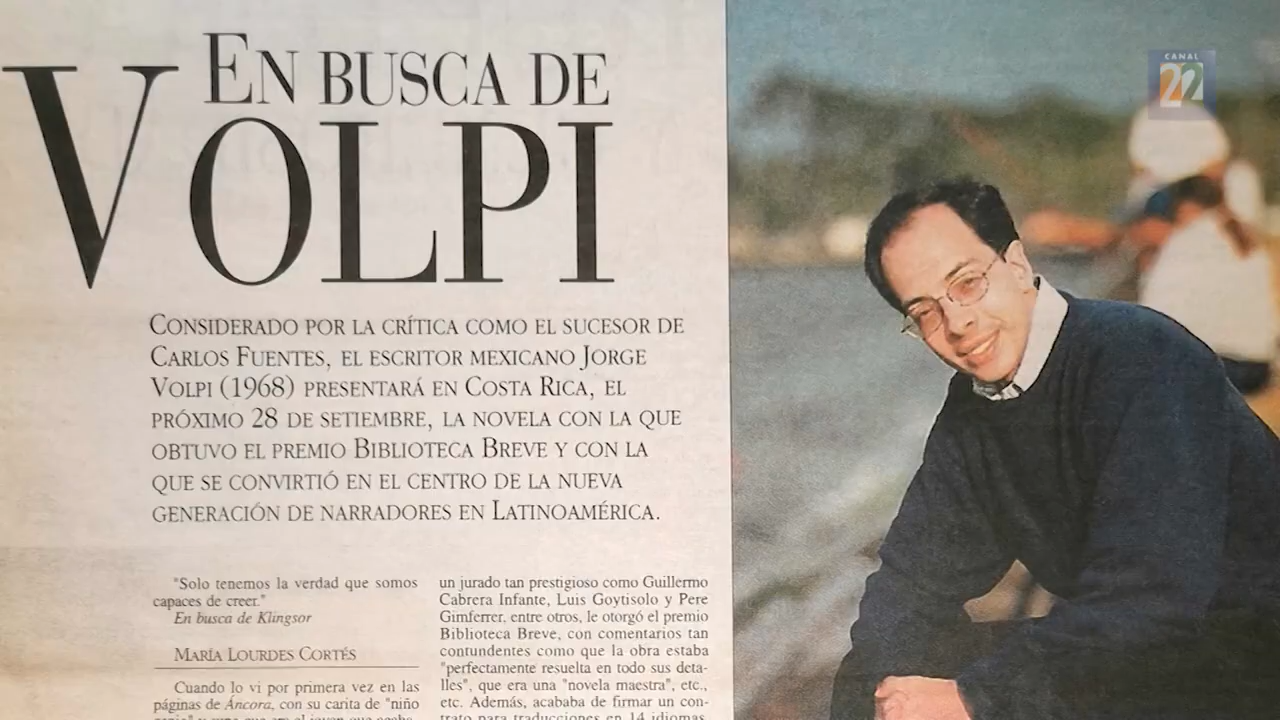 EN BUSCA DE
VOLPI
CONSIDERADO POR LA CRÍTICA COMO EL SUCESOR DE
CARLOS FUENTES, EL ESCRITOR MEXICANO JORGE
VOLPI (1968) PRESENTARÁ EN COSTA RICA, EL
PRÓXIMO 28 DE SETIEMBRE, LA NOVELA CON LA QUE
OBTUVO EL PREMIO BIBLIOTECA BREVE Y CON LA
QUE SE CONVIRTIÓ EN EL CENTRO DE LA NUEVA
GENERACIÓN DE NARRADORES EN LATINOAMÉRICA.
"Solo tenemos la verdad que somos
capaces de creer."
En busca de Klingsor
MARÍA LOURDES CORTÉS
Cuando lo vi por primera vez en las
páginas de Áncora, con su carita de "niño
un jurado tan prestigioso como Guillermo
Cabrera Infante, Luis Goytisolo y Pere
Gimferrer, entre otros, le otorgó el premio
Biblioteca Breve, con comentarios tan
contundentes como que la obra estaba
"perfectamente resuelta en todo sus deta-
lles", que era una "novela maestra", etc.,
etc. Además, acababa de firmar un con-
trato para traducciones en 14 idiomas,
CANAL
22